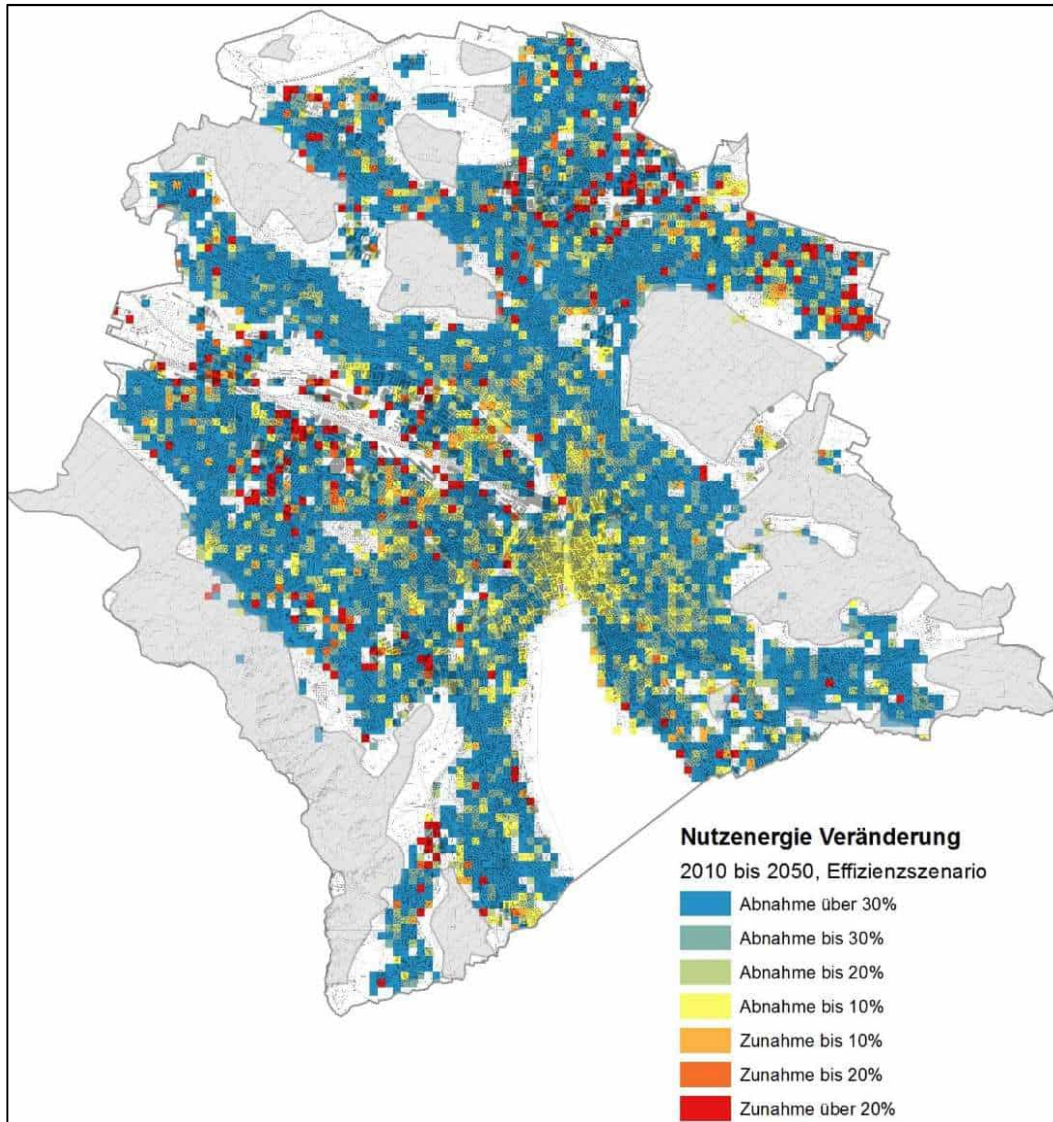 Nutzenergie Veränderung
2010 bis 2050, Effizienzszenario
Abnahme über 30%
Abnahme bis 30%
Abnahme bis 20%
Abnahme bis 10%
Zunahme bis 10%
Zunahme bis 20%
Zunahme über 20%